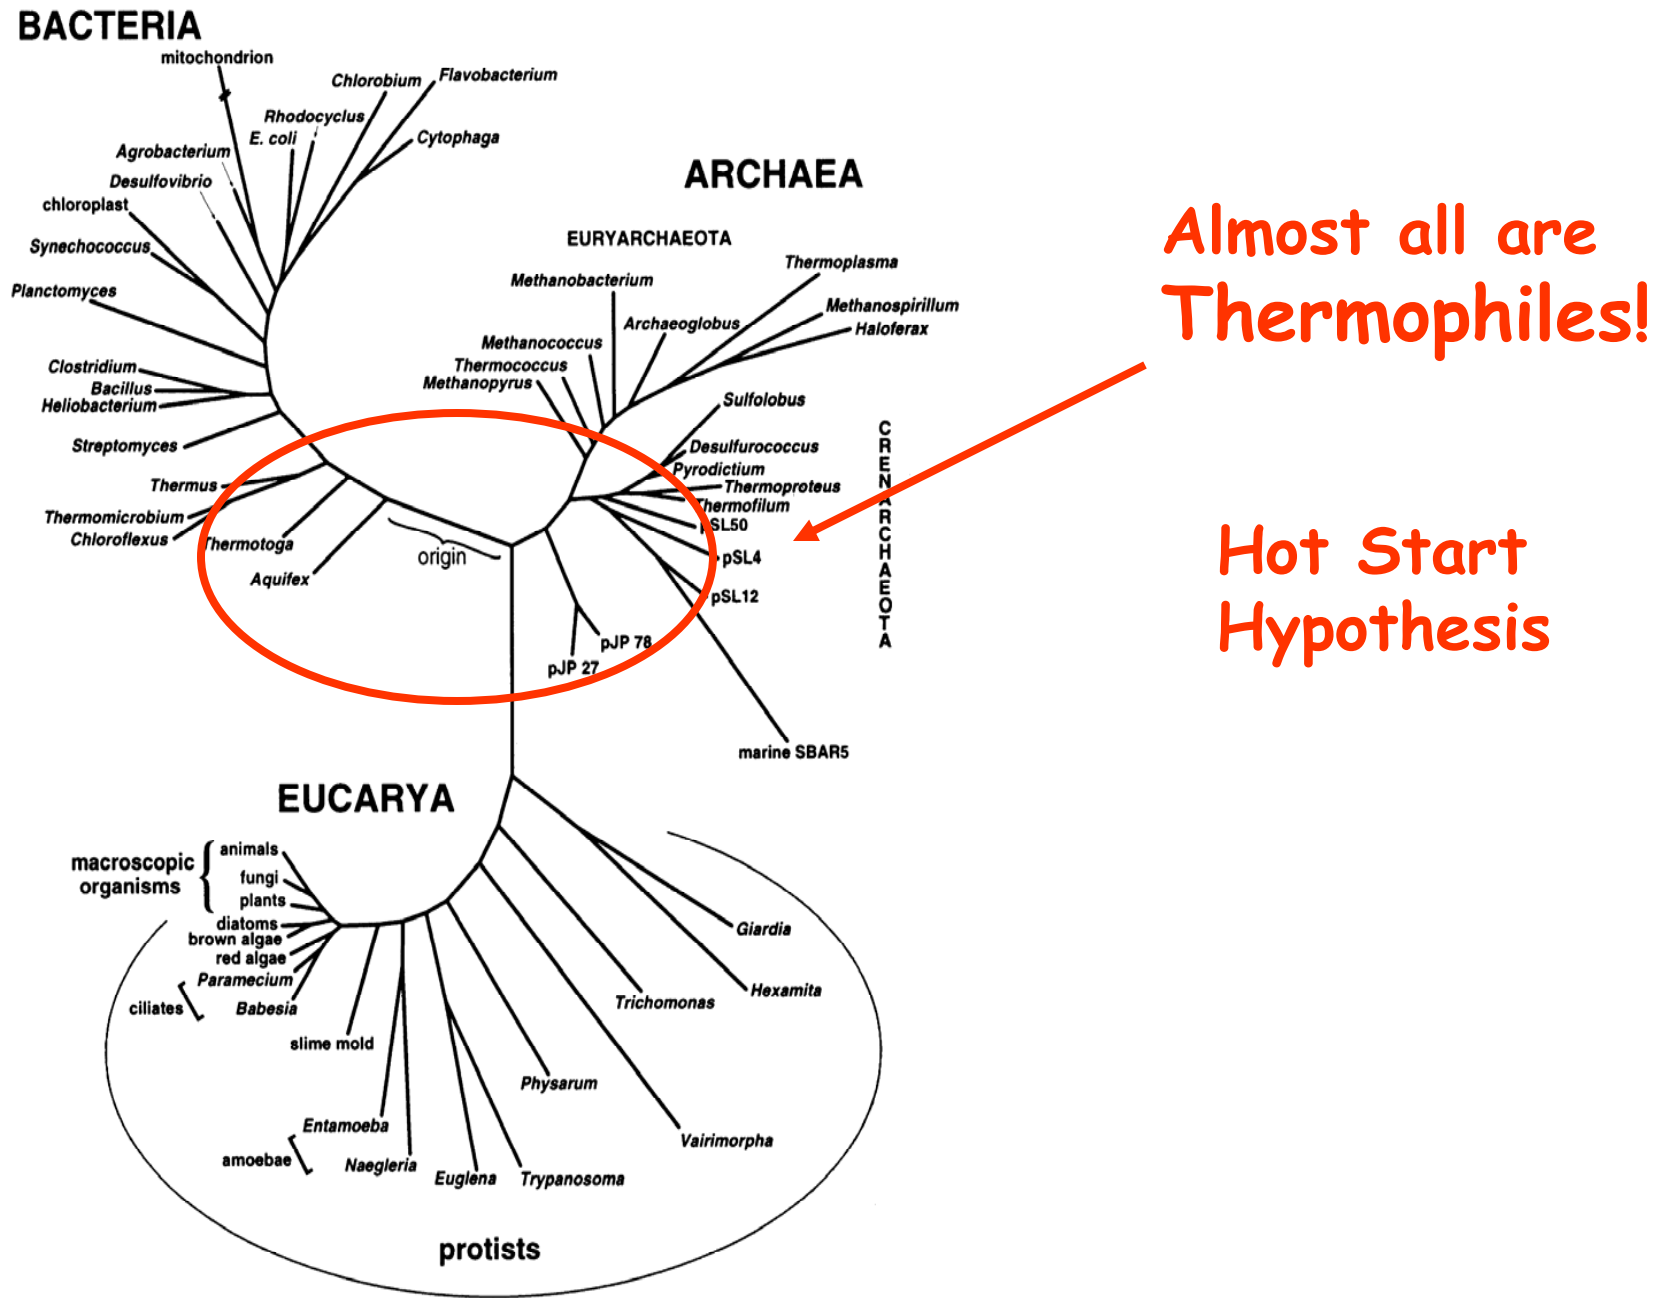 BACTERIA
mitochondrion
Chlorobium
Flavobacterium
Rhodocyclus
E. coli
Cytophaga
Agrobacterium
Desulfovibrio
chloroplast
Synechococcus
Planctomyces
Clostridium
Bacillus
Heliobacterium
Streptomyces
Thermus
Thermomicrobium
Chloroflexus
Thermotoga
Aquifex
origin
ARCHAEA
EURYARCHAEOTA
Methanobacterium
Thermoplasma
Archaeoglobus
Methanospirillum
Haloferax
Methanococcus
Thermococcus
Methanopyrus
Sulfolobus
Desulfurococcus
Pyrodictium
Thermoproteus
Thermofilum
pSL50
pSL4
pSL12
pJP 78
pJP 27
marine SBAR5
CRENARCHAEOTA
Almost all are
Thermophiles!
Hot Start
Hypothesis
EUCARYA
macroscopic
organisms
animals
fungi
plants
diatoms
brown algae
red algae
Paramecium
ciliates
Babesia
slime mold
Entamoeba
amoebae
Naegleria
Euglena
Trypanosoma
Physarum
Vairimorpha
Trichomonas
Hexamita
Giardia
protists